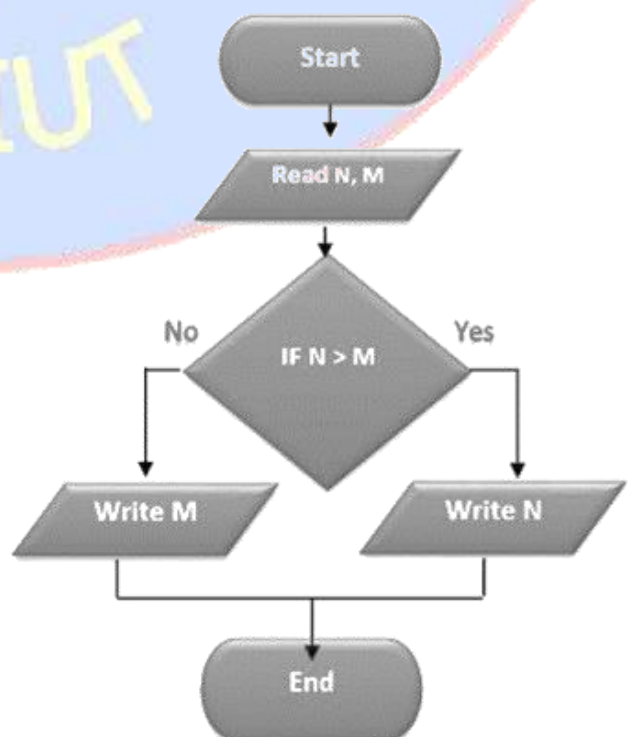 Start
Read N, M
IF N > M
No
Yes
Write M
Write N
End